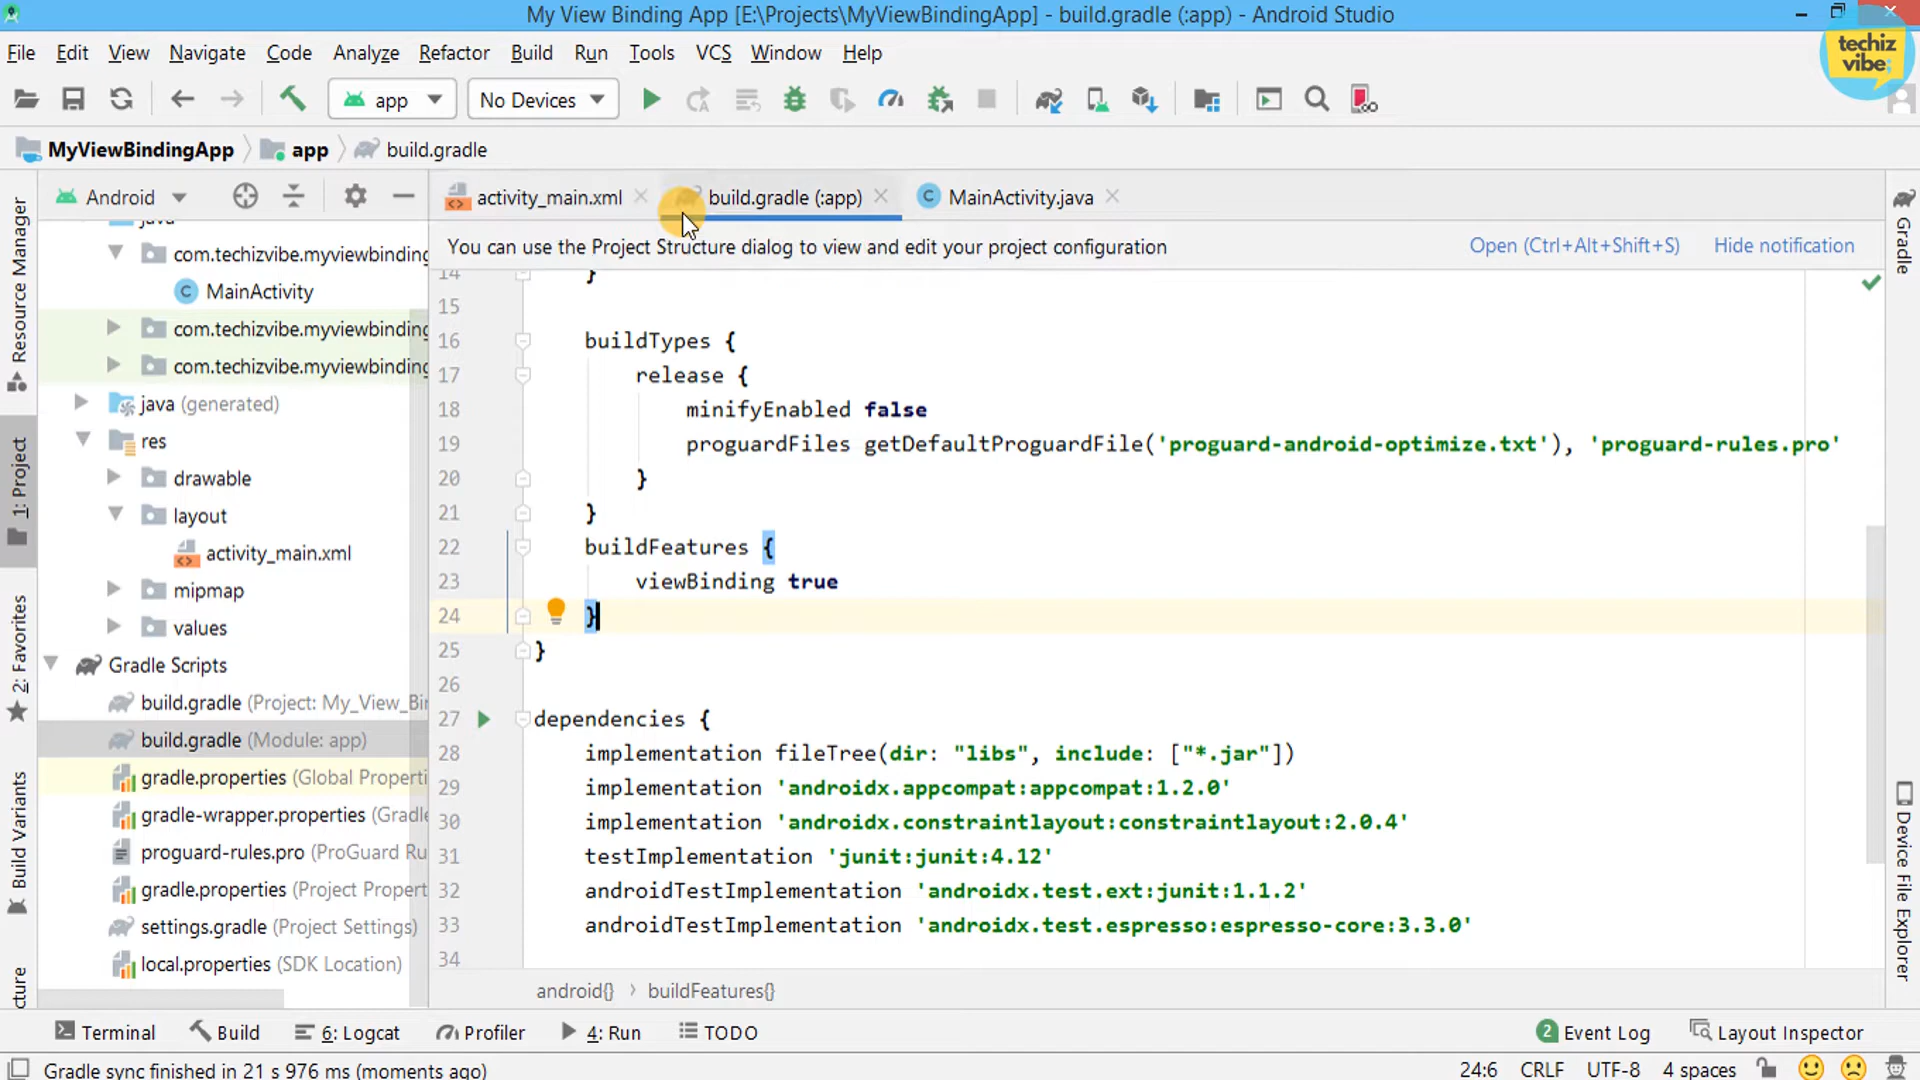 My View Binding App [E:\Projects\MyViewBindingApp] - build.gradle (:app) - Android Studio
techiz
vibe:
File Edit View Navigate Code Analyze Refactor Build Run Tools VCS Window Help
app No Devices
MyViewBindingApp app build.gradle
Android
activity_main.xml build.gradle (:app) MainActivity.java
You can use the Project Structure dialog to view and edit your project configuration Open (Ctrl+Alt+Shift+S) Hide notification
Resource Manager
1: Project
2: Favorites
Build Variants
cture
java
com.techizvibe.myviewbinding
MainActivity
com.techizvibe.myviewbinding
com.techizvibe.myviewbinding
java (generated)
res
drawable
layout
activity_main.xml
mipmap
values
Gradle Scripts
build.gradle (Project: My_View_Bi
build.gradle (Module: app)
gradle.properties (Global Properti
gradle-wrapper.properties (Gradl
proguard-rules.pro (ProGuard Ru
gradle.properties (Project Propert
settings.gradle (Project Settings)
local.properties (SDK Location)
14 }
15
16 buildTypes {
17 release {
18 minifyEnabled false
19 proguardFiles getDefaultProguardFile('proguard-android-optimize.txt'), 'proguard-rules.pro'
20 }
21 }
22 buildFeatures {
23 viewBinding true
24 }
25 }
26
27 dependencies {
28 implementation fileTree(dir: "libs", include: ["*.jar"])
29 implementation 'androidx.appcompat:appcompat:1.2.0'
30 implementation 'androidx.constraintlayout:constraintlayout:2.0.4'
31 testImplementation 'junit:junit:4.12'
32 androidTestImplementation 'androidx.test.ext:junit:1.1.2'
33 androidTestImplementation 'androidx.test.espresso:espresso-core:3.3.0'
34
android{} buildFeatures{}
Gradle
Device File Explorer
Terminal Build 6: Logcat Profiler 4: Run TODO 2 Event Log Layout Inspector
Gradle sync finished in 21 s 976 ms (moments ago) 24:6 CRLF UTF-8 4 spaces